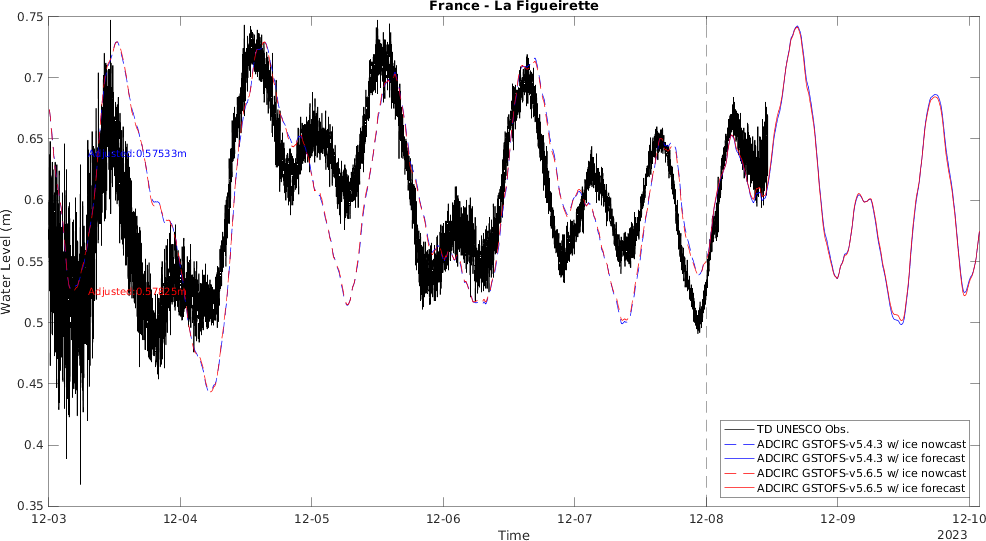 France - La Figueirette
0.75
0.7
0.65
0.6
0.55
0.5
0.45
0.4
0.35
Water Level (m)
Adjusted:0.57533m
Adjusted:0.57825m
TD UNESCO Obs.
ADCIRC GSTOFS-v5.4.3 w/ ice nowcast
ADCIRC GSTOFS-v5.4.3 w/ ice forecast
ADCIRC GSTOFS-v5.6.5 w/ ice nowcast
ADCIRC GSTOFS-v5.6.5 w/ ice forecast
12-03 12-04 12-05 12-06 12-07 12-08 12-09 12-10
Time
2023